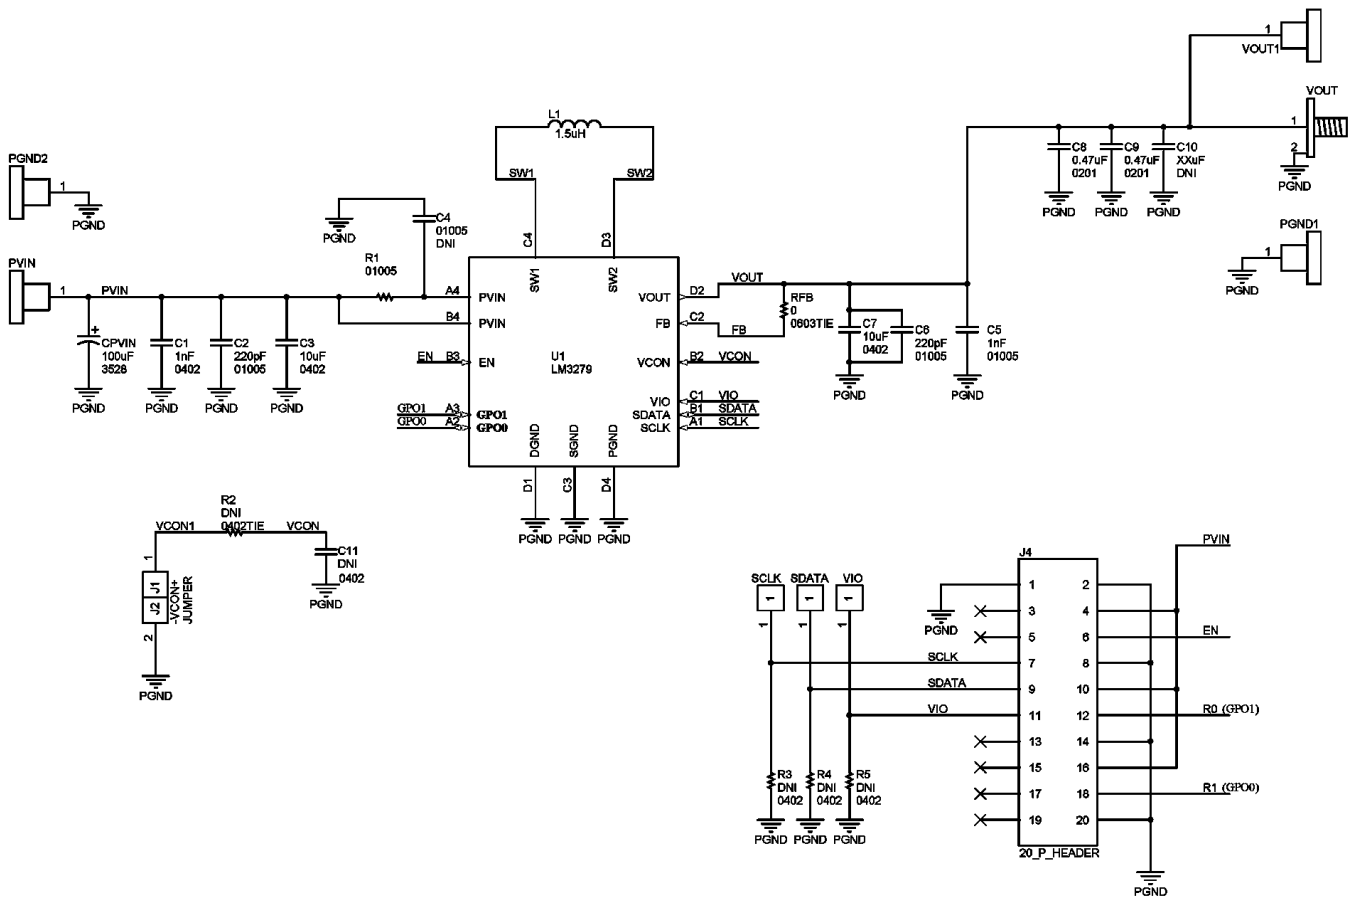 1
VOUT1
VOUT
1
2
PGND
C8
0.47uF
0201
PGND
C9
0.47uF
0201
PGND
C10
XXuF
DNI
PGND
PGND1
1
PGND
L1
1.5uH
SW1
SW2
C4
D3
PGND2
1
PGND
PGND
C4
01005
DNI
R1
01005
PVIN
1
PVIN
CPVIN
+
100uF
3528
PGND
C1
1nF
0402
PGND
C2
220pF
01005
PGND
C3
10uF
0402
PGND
A4 PVIN
B4 PVIN
EN B3 EN
GPO1 A3 GPO1
GPO0 A2 GPO0
SW1
SW2
U1
LM3279
VOUT D2 VOUT
FB C2 FB
VCON B2 VCON
VIO C1 VIO
SDATA B1 SDATA
SCLK A1 SCLK
DGND
SGND
PGND
D1
C3
D4
PGND
PGND
PGND
RFB
0
0603TIE
C7
10uF
0402
C6
220pF
01005
PGND
C5
1nF
01005
PGND
R2
DNI
0402TIE
VCON1
VCON
C11
DNI
0402
PGND
1
J1
J2
-VCON+
JUMPER
2
PGND
SCLK SDATA VIO
1 1 1
1 1 1
SCLK
SDATA
VIO
R3
DNI
0402
PGND
R4
DNI
0402
PGND
R5
DNI
0402
PGND
PGND
J4
1 2
3 4
5 6
7 8
9 10
11 12
13 14
15 16
17 18
19 20
20_P_HEADER
PVIN
EN
R0 (GPO1)
R1 (GPO0)
PGND